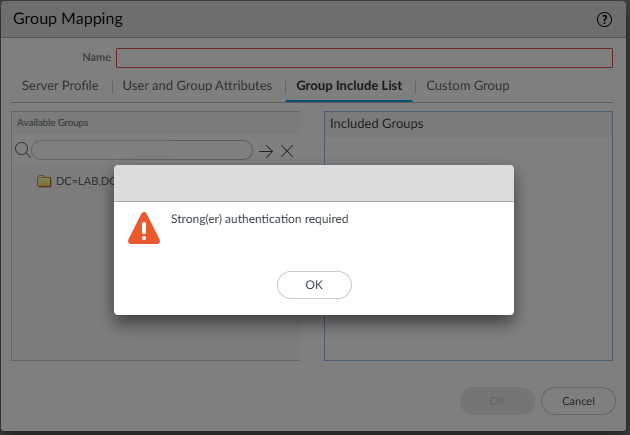 Group Mapping
Name
Server Profile
User and Group Attributes
Group Include List
Custom Group
Available Groups
Included Groups
DC=LAB,DC
Strong(er) authentication required
OK
OK
Cancel